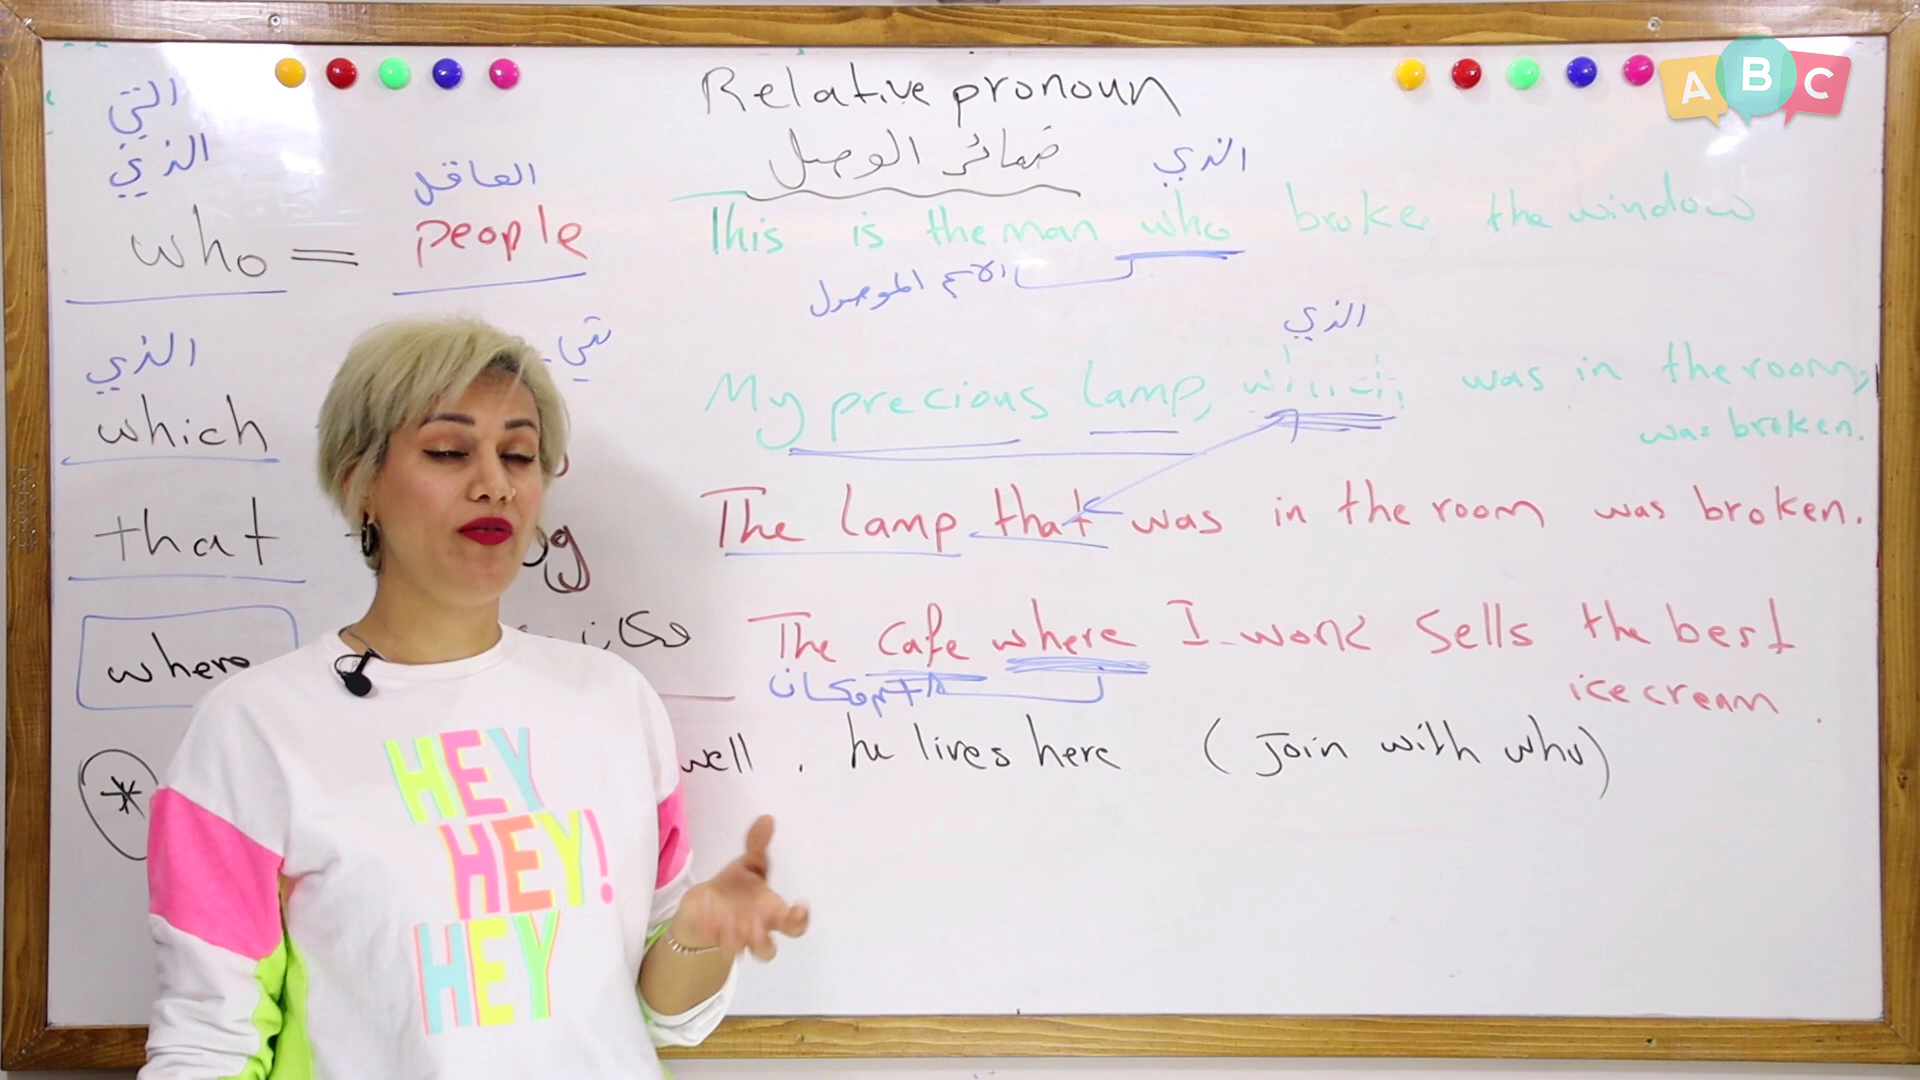 Relative pronoun
ضمائر الوصل
التي
الذي
who = people
العاقل
الذي
This is the man who broke the window
الاسم الموصول
الذي
which
الذي
My precious lamp, which was in the room,
was broken.
that
The lamp that was in the room was broken.
where
مكان
The cafe where I work sells the best
ice cream.
مكان
* well. he lives here (Join with who)
HEY
HEY!
HEY
A B C